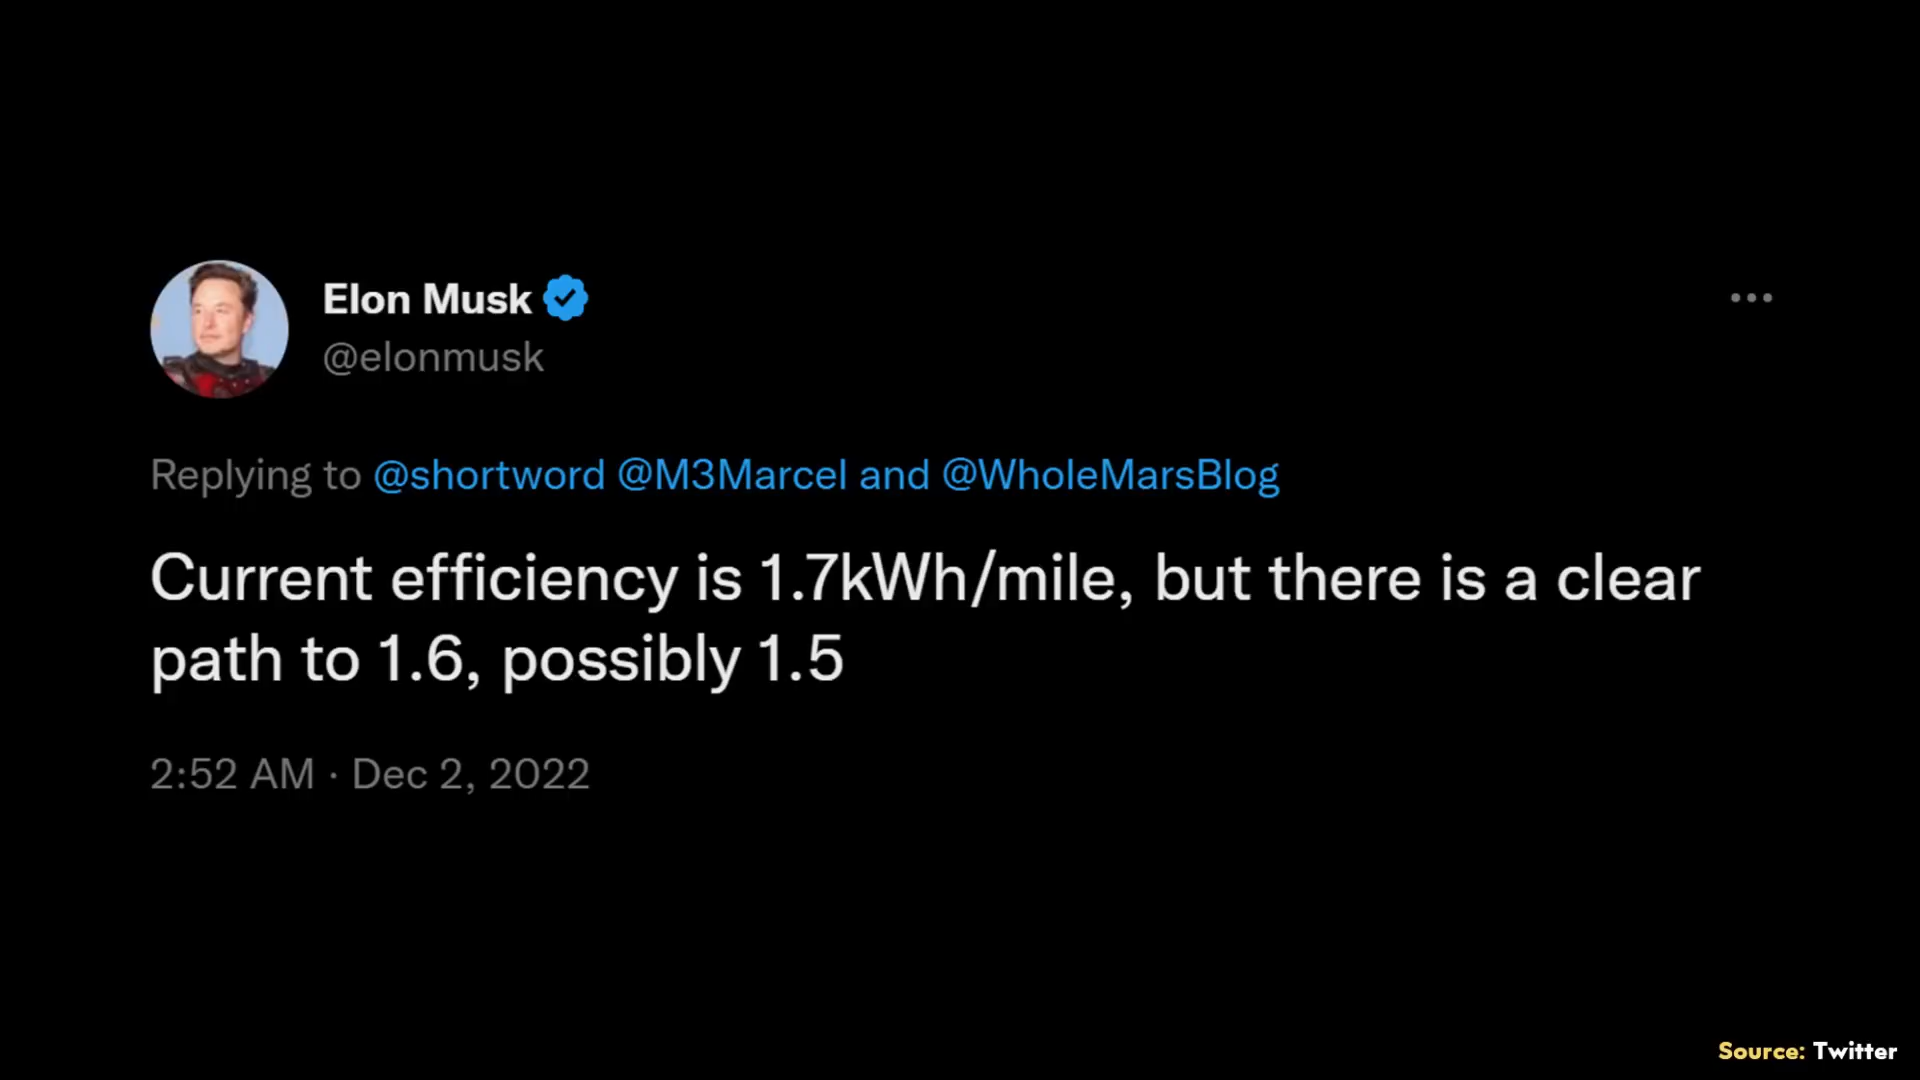 Elon Musk
@elonmusk
Replying to @shortword @M3Marcel and @WholeMarsBlog
Current efficiency is 1.7kWh/mile, but there is a clear
path to 1.6, possibly 1.5
2:52 AM · Dec 2, 2022
Source: Twitter